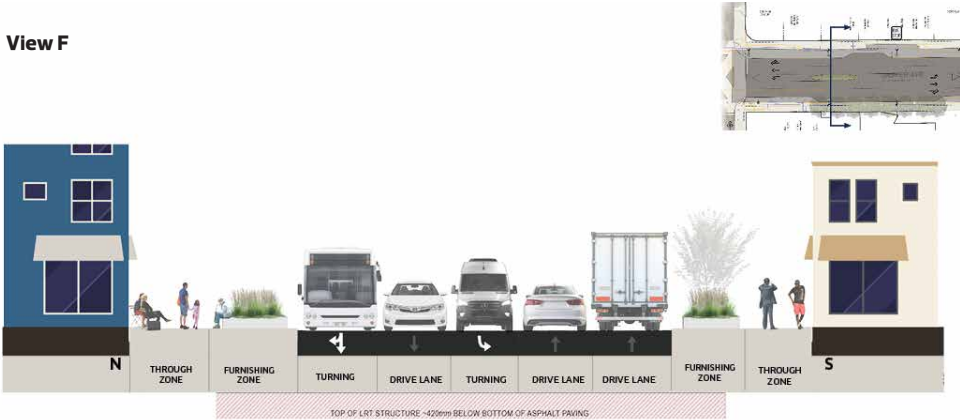 View F
N
THROUGH
ZONE
FURNISHING
ZONE
TURNING
DRIVE LANE
TURNING
DRIVE LANE
DRIVE LANE
FURNISHING
ZONE
THROUGH
ZONE
S
TOP OF LRT STRUCTURE ~420mm BELOW BOTTOM OF ASPHALT PAVING